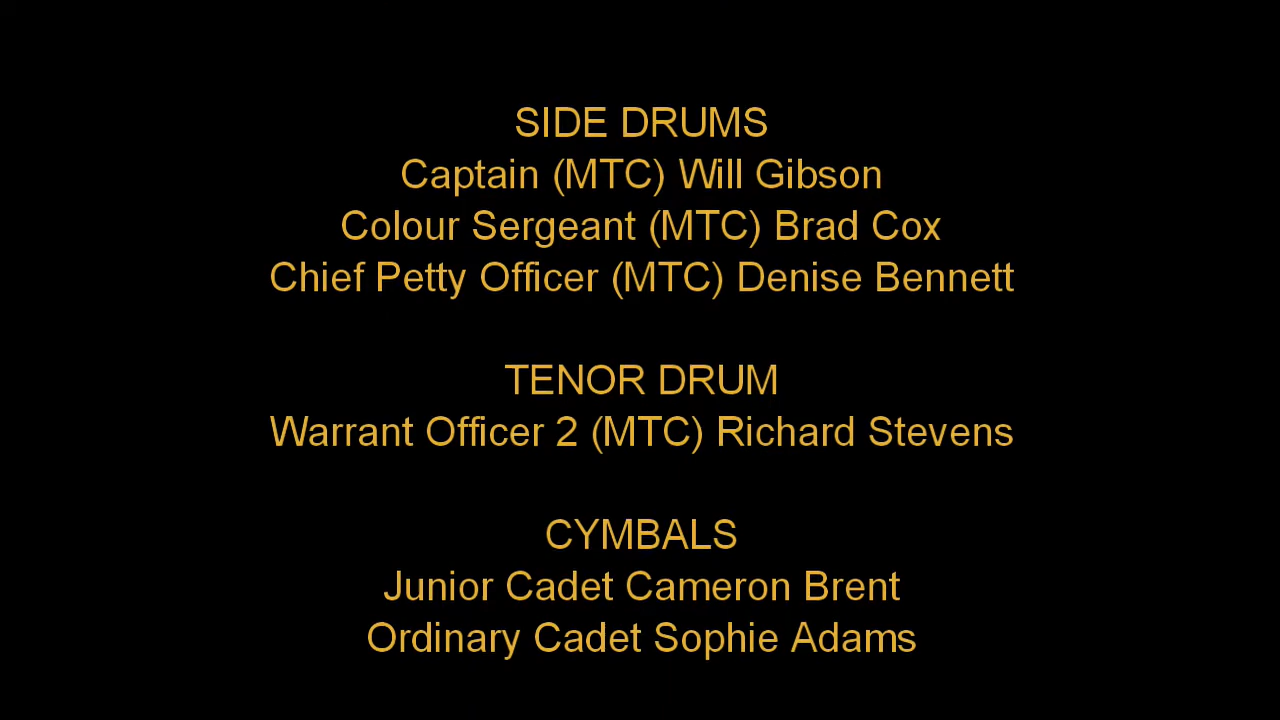 SIDE DRUMS
Captain (MTC) Will Gibson
Colour Sergeant (MTC) Brad Cox
Chief Petty Officer (MTC) Denise Bennett
TENOR DRUM
Warrant Officer 2 (MTC) Richard Stevens
CYMBALS
Junior Cadet Cameron Brent
Ordinary Cadet Sophie Adams